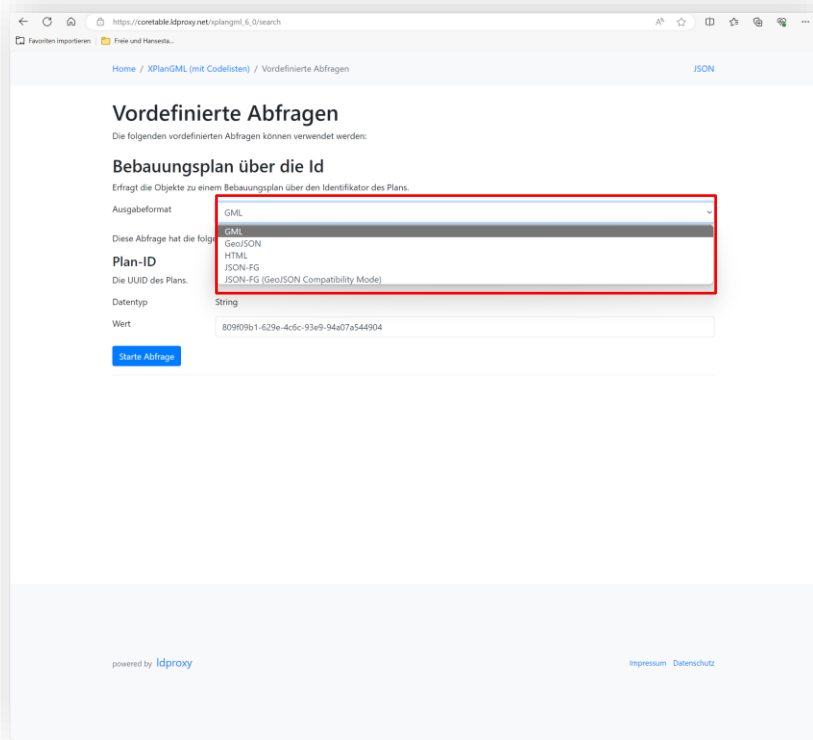 https://coretable.ldproxy.net/xplangml_6_0/search
Favoriten importieren Freie und Hansesta...
Home / XPlanGML (mit Codelisten) / Vordefinierte Abfragen JSON
Vordefinierte Abfragen
Die folgenden vordefinierten Abfragen können verwendet werden:
Bebauungsplan über die Id
Erfragt die Objekte zu einem Bebauungsplan über den Identifikator des Plans.
Ausgabeformat GML
GML
Diese Abfrage hat die folge
GeoJSON
HTML
Plan-ID
JSON-FG
Die UUID des Plans.
JSON-FG (GeoJSON Compatibility Mode)
Datentyp String
Wert 809f09b1-629e-4c6c-93e9-94a07a544904
Starte Abfrage
powered by ldproxy Impressum Datenschutz